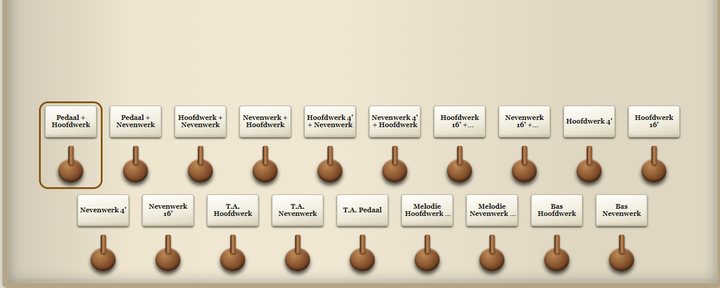 Pedaal +
Hoofdwerk
Pedaal +
Nevenwerk
Hoofdwerk +
Nevenwerk
Nevenwerk +
Hoofdwerk
Hoofdwerk 4'
+ Nevenwerk
Nevenwerk 4'
+ Hoofdwerk
Hoofdwerk
16' +...
Nevenwerk
16' +...
Hoofdwerk 4'
Hoofdwerk
16'
Nevenwerk 4'
Nevenwerk
16'
T.A.
Hoofdwerk
T.A.
Nevenwerk
T.A. Pedaal
Melodie
Hoofdwerk ...
Melodie
Nevenwerk ...
Bas
Hoofdwerk
Bas
Nevenwerk